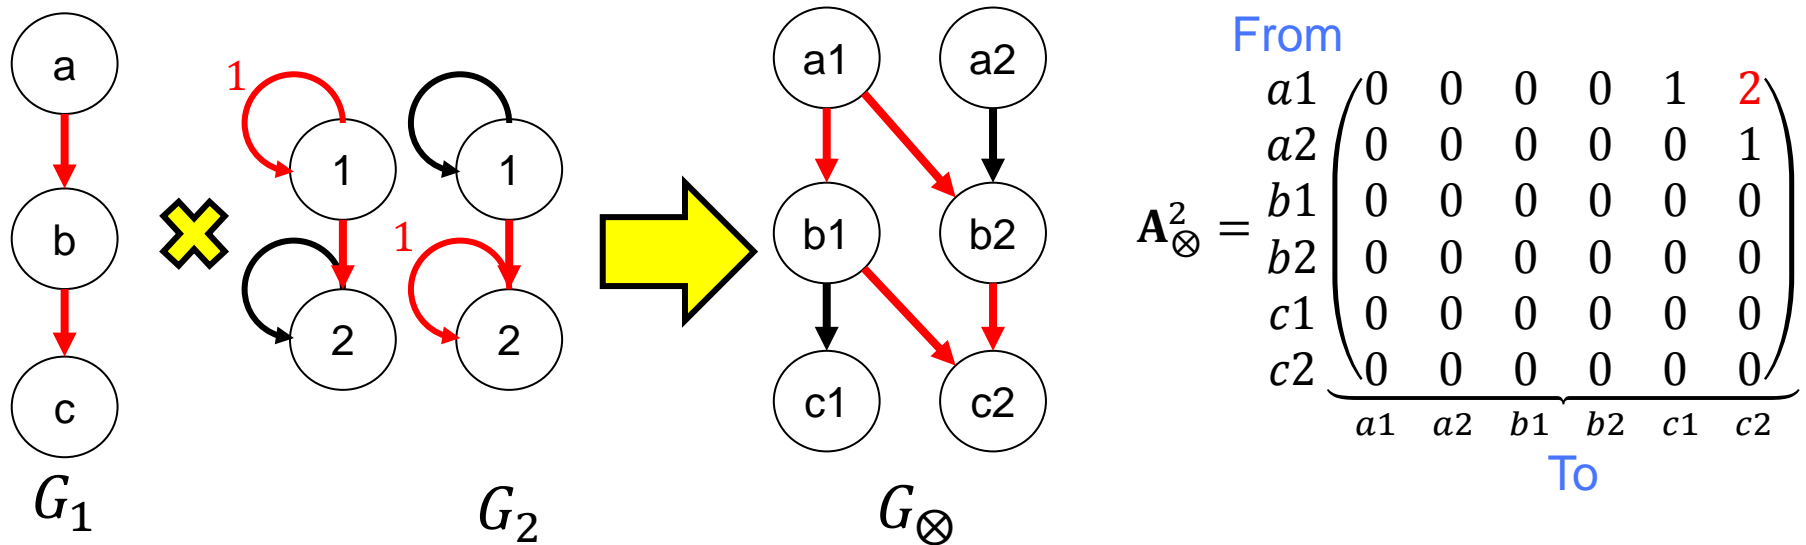 a
b
c
G₁
1
1
2
1
1
2
G₂
a1
a2
b1
b2
c1
c2
G⊗
From
A²⊗ =
a1 0 0 0 0 1 2
a2 0 0 0 0 0 1
b1 0 0 0 0 0 0
b2 0 0 0 0 0 0
c1 0 0 0 0 0 0
c2 0 0 0 0 0 0
a1 a2 b1 b2 c1 c2
To